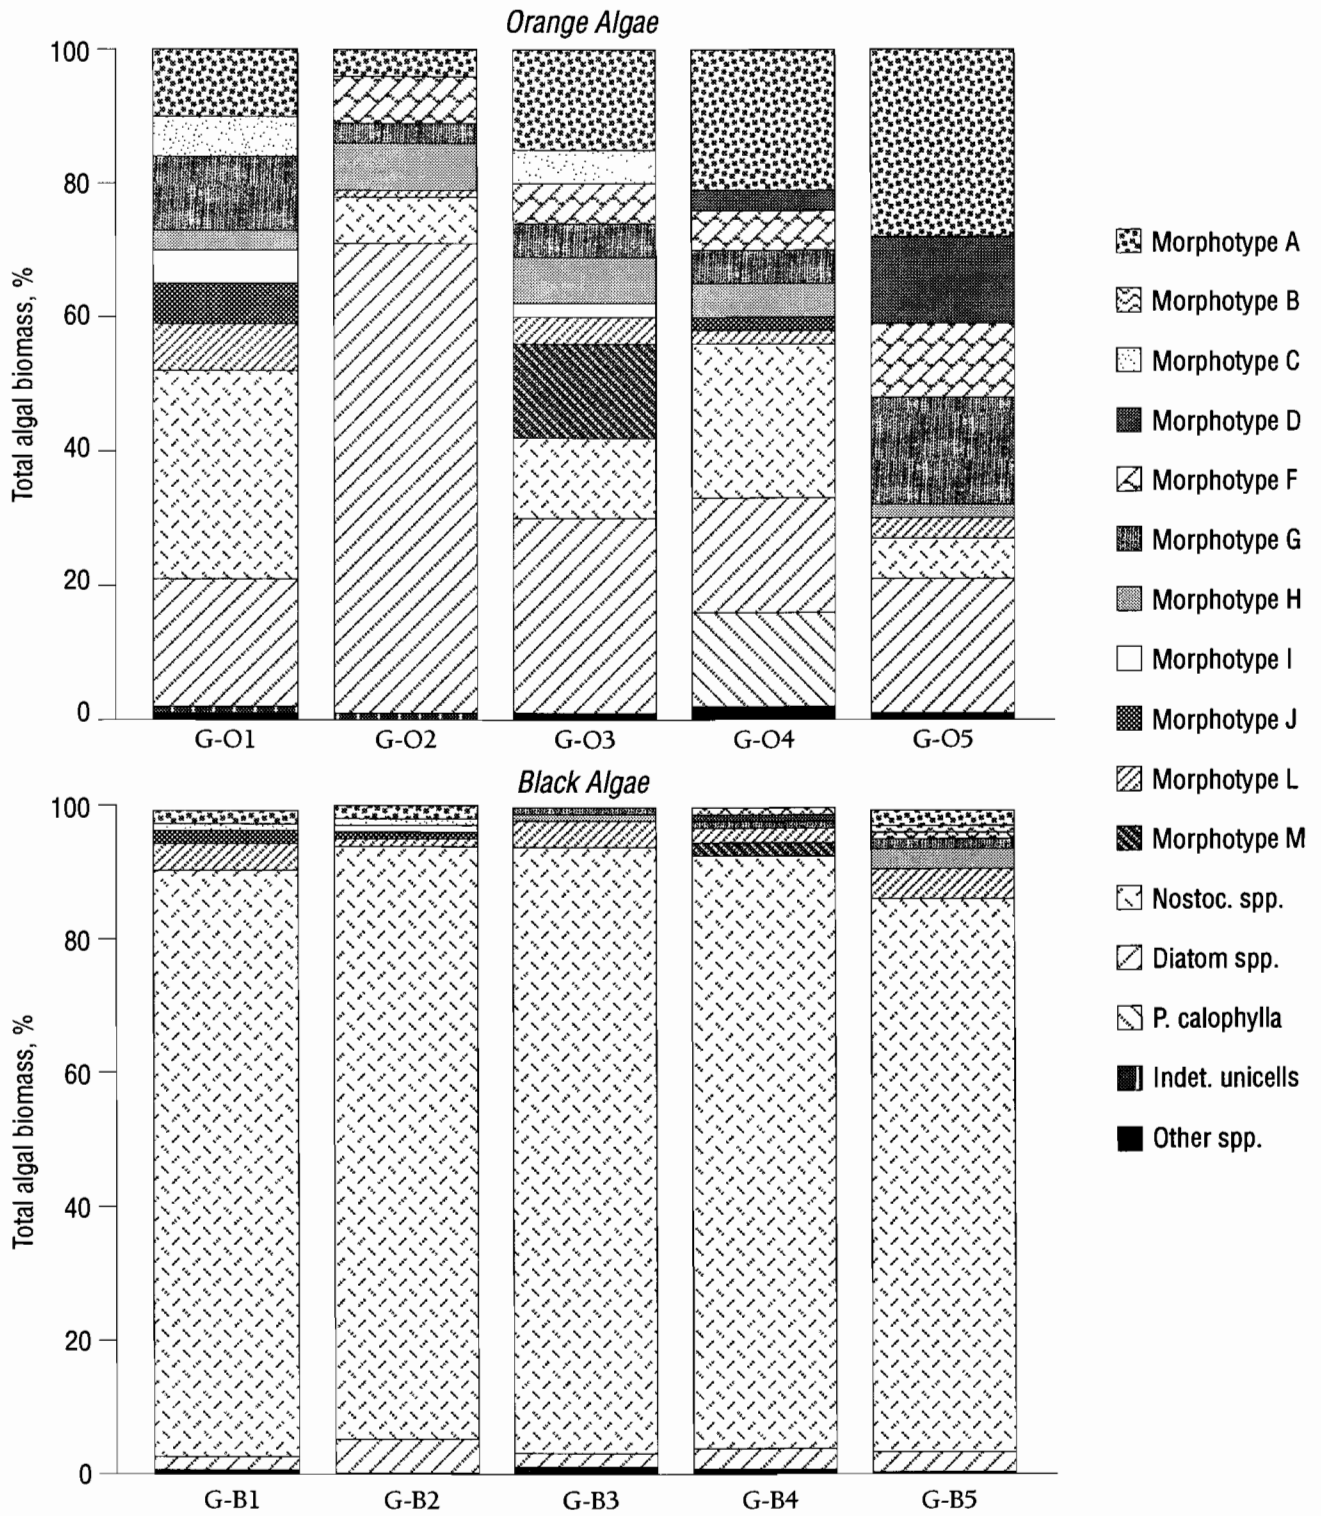 Orange Algae
100
80
60
40
20
0
Total algal biomass, %
G-O1 G-O2 G-O3 G-O4 G-O5
Black Algae
100
80
60
40
20
0
Total algal biomass, %
G-B1 G-B2 G-B3 G-B4 G-B5
Morphotype A
Morphotype B
Morphotype C
Morphotype D
Morphotype F
Morphotype G
Morphotype H
Morphotype I
Morphotype J
Morphotype L
Morphotype M
Nostoc. spp.
Diatom spp.
P. calophylla
Indet. unicells
Other spp.